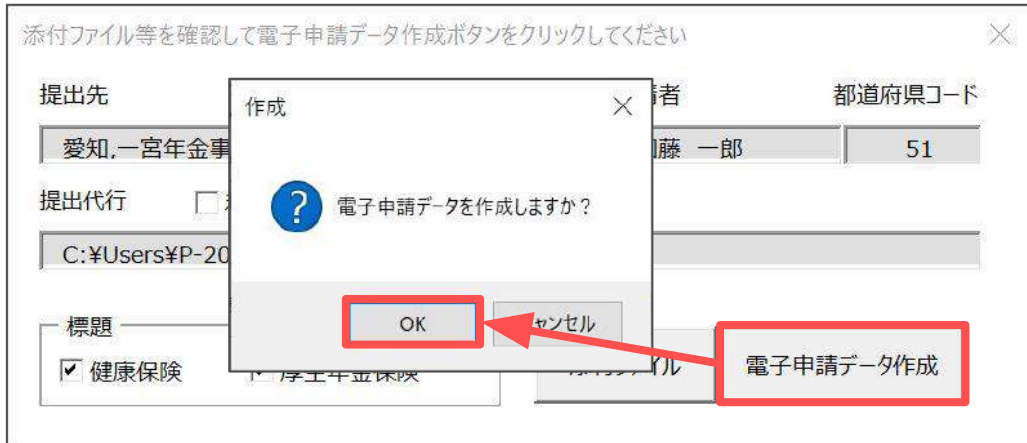 添付ファイル等を確認して電子申請データ作成ボタンをクリックしてください
提出先
者
都道府県コード
愛知,一宮年金事
藤 一郎
51
作成
電子申請データを作成しますか？
提出代行
C:¥Users¥P-20
OK
ャンセル
標題
健康保険
厚生年金保険
イル
電子申請データ作成